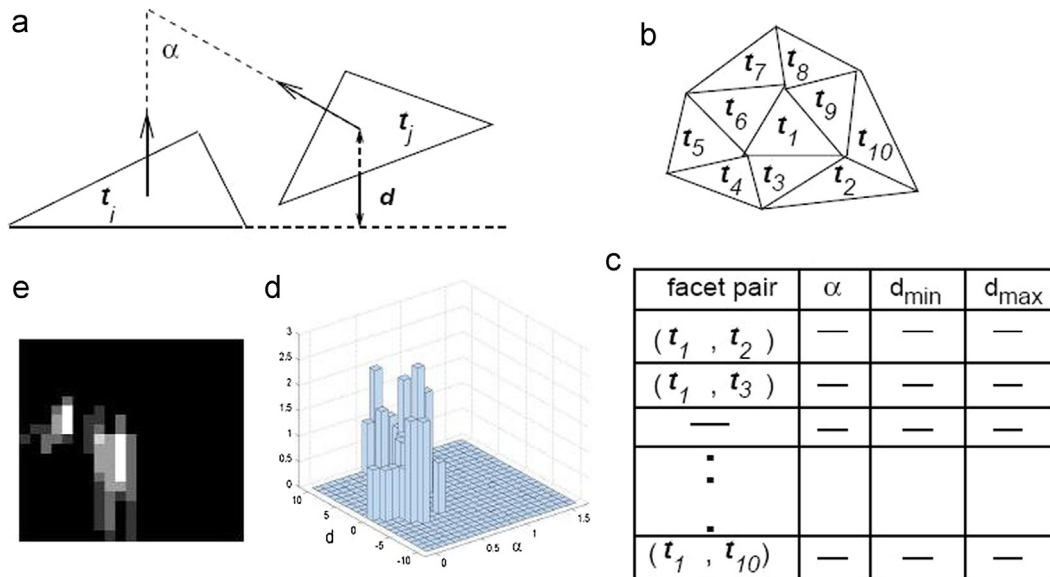 a
α
t_i
t_j
d
b
t_7
t_8
t_6
t_9
t_1
t_5
t_10
t_4
t_3
t_2
e
d
3
2.5
2
1.5
1
0.5
0
10
5
0
-5
-10
d
0
0.5
1
1.5
α
c
facet pair α d_min d_max
(t_1 , t_2) — — —
(t_1 , t_3) — — —
— — — —
(t_1 , t_10) — — —